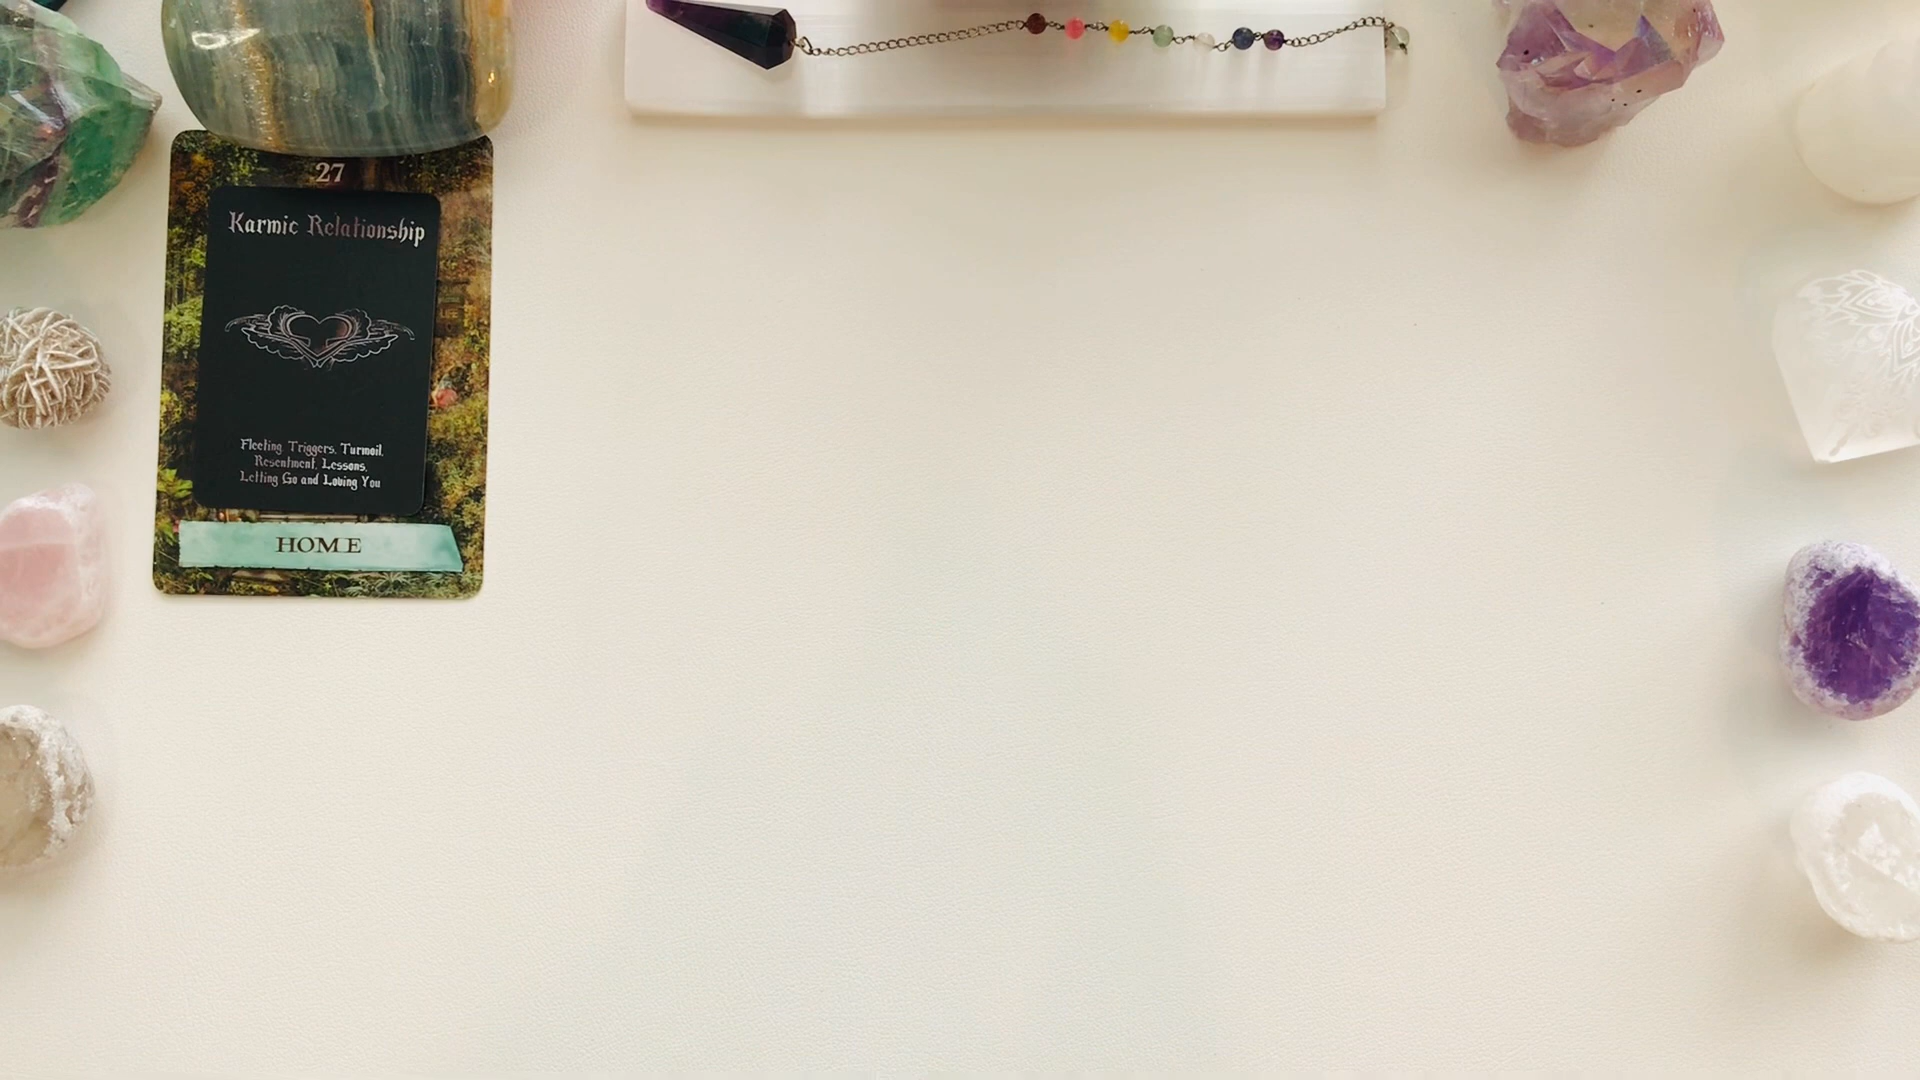 27
Karmic Relationship
Fleeting, Triggers, Turmoil,
Resentment, Lessons,
Letting Go and Loving You
HOME